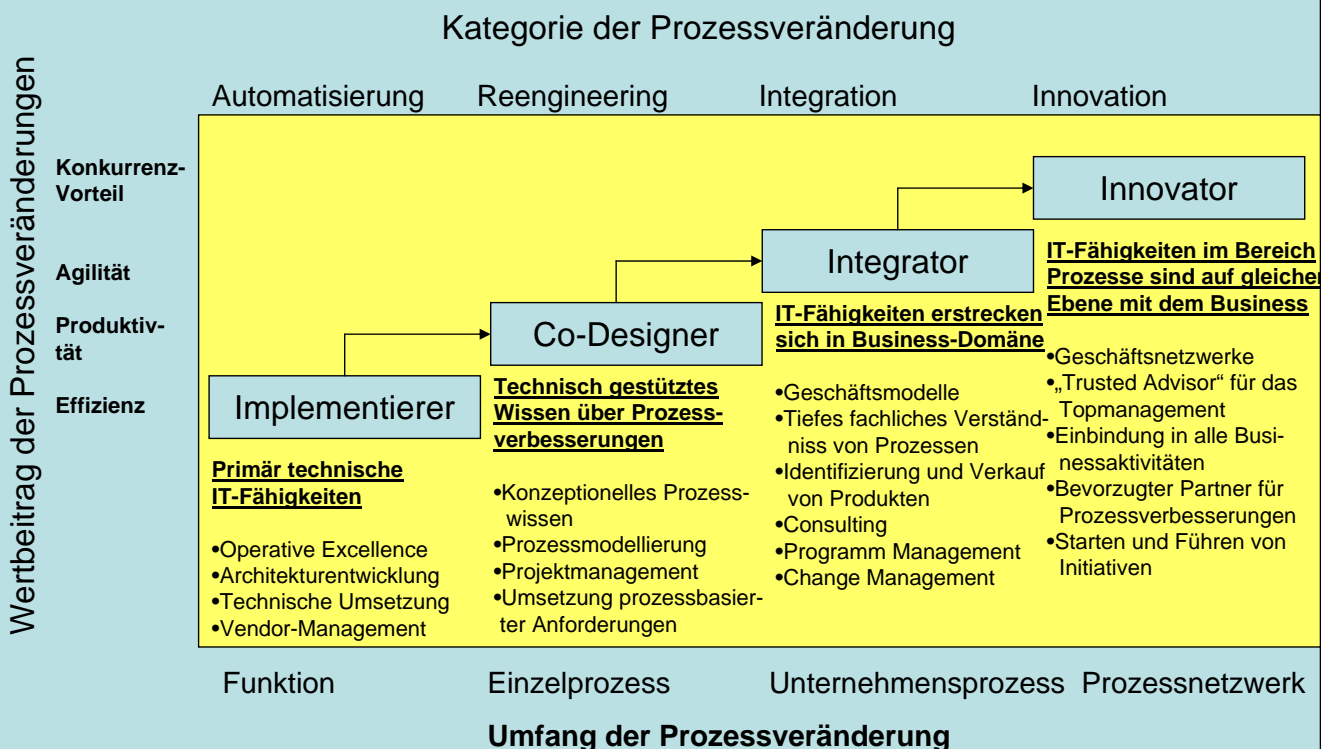 Kategorie der Prozessveränderung
Wertbeitrag der Prozessveränderungen
Automatisierung
Reengineering
Integration
Innovation
Konkurrenz-
Vorteil
Agilität
Produktiv-
tät
Effizienz
Implementierer
Primär technische
IT-Fähigkeiten
•Operative Excellence
•Architekturentwicklung
•Technische Umsetzung
•Vendor-Management
Co-Designer
Technisch gestütztes
Wissen über Prozess-
verbesserungen
•Konzeptionelles Prozess-
wissen
•Prozessmodellierung
•Projektmanagement
•Umsetzung prozessbasier-
ter Anforderungen
Integrator
IT-Fähigkeiten erstrecken
sich in Business-Domäne
•Geschäftsmodelle
•Tiefes fachliches Verständ-
niss von Prozessen
•Identifizierung und Verkauf
von Produkten
•Consulting
•Programm Management
•Change Management
Innovator
IT-Fähigkeiten im Bereich
Prozesse sind auf gleicher
Ebene mit dem Business
•Geschäftsnetzwerke
•„Trusted Advisor“ für das
Topmanagement
•Einbindung in alle Busi-
nessaktivitäten
•Bevorzugter Partner für
Prozessverbesserungen
•Starten und Führen von
Initiativen
Funktion
Einzelprozess
Unternehmensprozess
Prozessnetzwerk
Umfang der Prozessveränderung